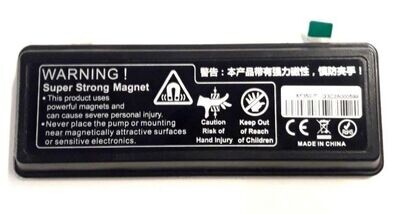 WARNING !
Super Strong Magnet
• This product uses
powerful magnets and
can cause severe personal injury.
• Never place the pump or mounting
near magnetically attractive surfaces
or sensitive electronics.
警告：本产品带有强力磁性，慎防夹手！
Caution
Risk of
Hand Injury
Keep Out
of Reach
of Children
CE
MADE IN CHINA